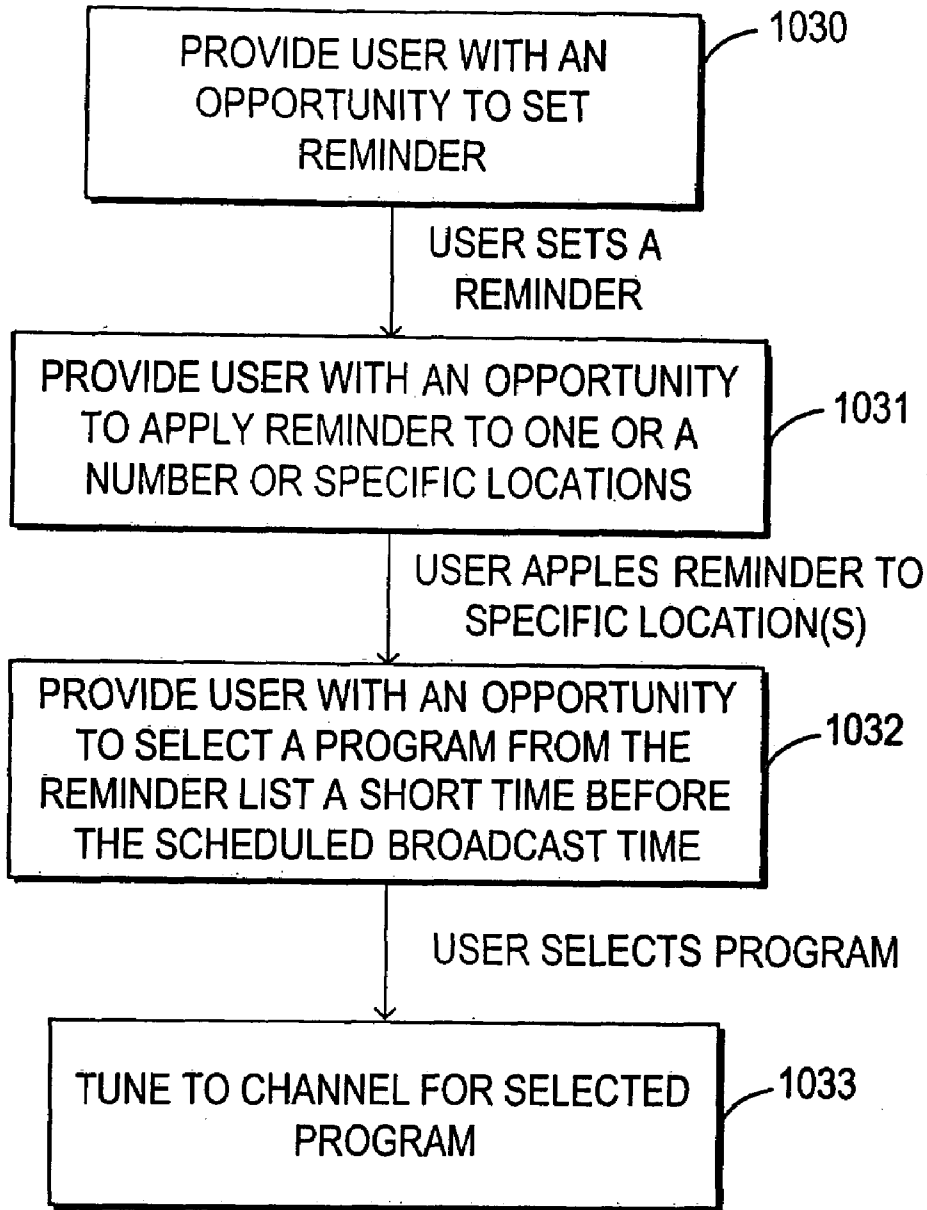 PROVIDE USER WITH AN
OPPORTUNITY TO SET
REMINDER
1030
USER SETS A
REMINDER
PROVIDE USER WITH AN OPPORTUNITY
TO APPLY REMINDER TO ONE OR A
NUMBER OR SPECIFIC LOCATIONS
1031
USER APPLES REMINDER TO
SPECIFIC LOCATION(S)
PROVIDE USER WITH AN OPPORTUNITY
TO SELECT A PROGRAM FROM THE
REMINDER LIST A SHORT TIME BEFORE
THE SCHEDULED BROADCAST TIME
1032
USER SELECTS PROGRAM
TUNE TO CHANNEL FOR SELECTED
PROGRAM
1033